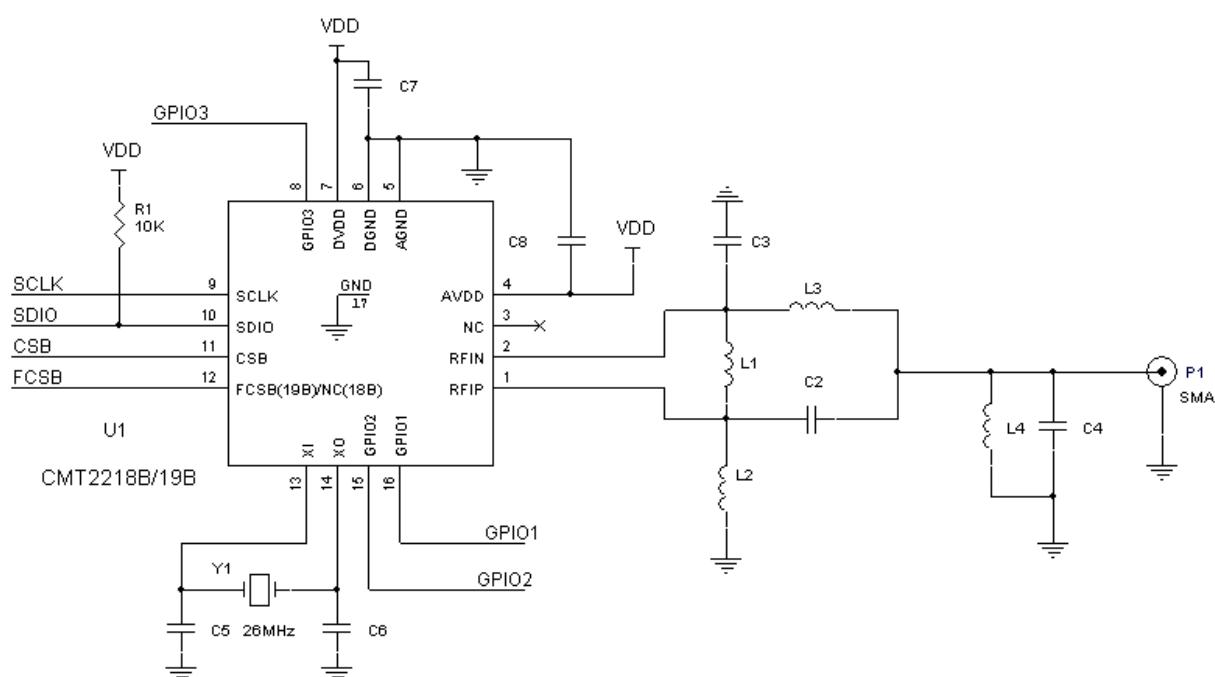 VDD
C7
GPIO3
VDD
8
7
6
5
R1
10K
GPIO3
DVDD
DGND
AGND
C8
VDD
C3
SCLK
9
SCLK
GND
17
AVDD
4
L3
SDIO
10
SDIO
NC
3
CSB
11
CSB
RFIN
2
L1
FCSB
12
FCSB(19B)/NC(18B)
RFIP
1
C2
P1
SMA
U1
CMT2218B/19B
XI
XO
GPIO2
GPIO1
L4
C4
L2
13
14
15
16
GPIO1
Y1
GPIO2
C5
26MHz
C6